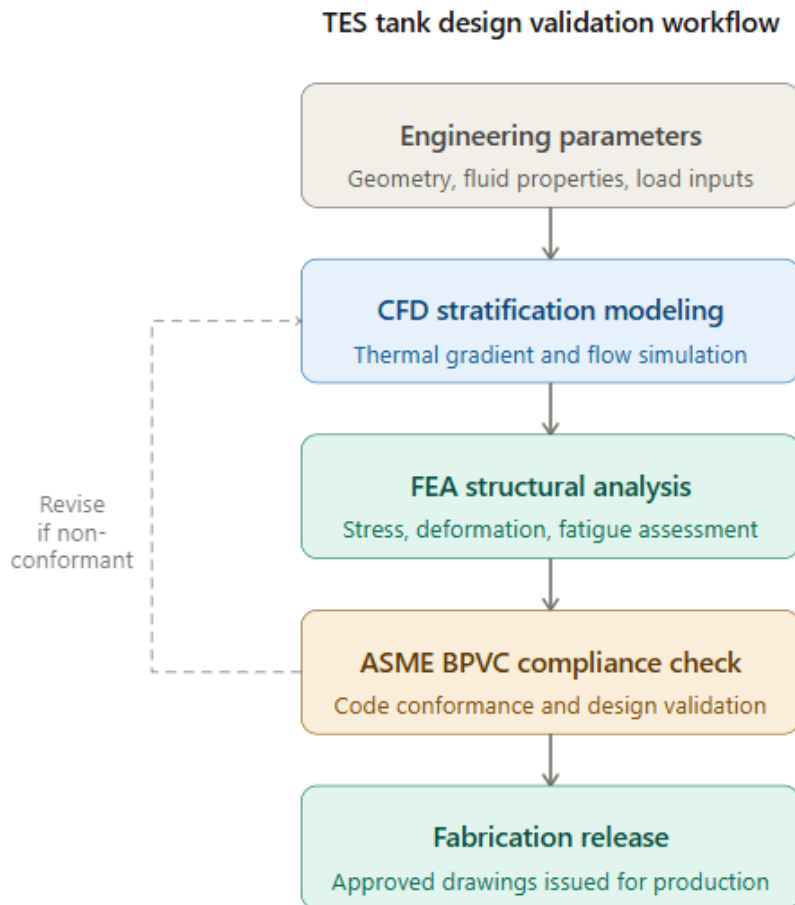 TES tank design validation workflow
Engineering parameters
Geometry, fluid properties, load inputs
CFD stratification modeling
Thermal gradient and flow simulation
FEA structural analysis
Stress, deformation, fatigue assessment
Revise
if non-
conformant
ASME BPVC compliance check
Code conformance and design validation
Fabrication release
Approved drawings issued for production